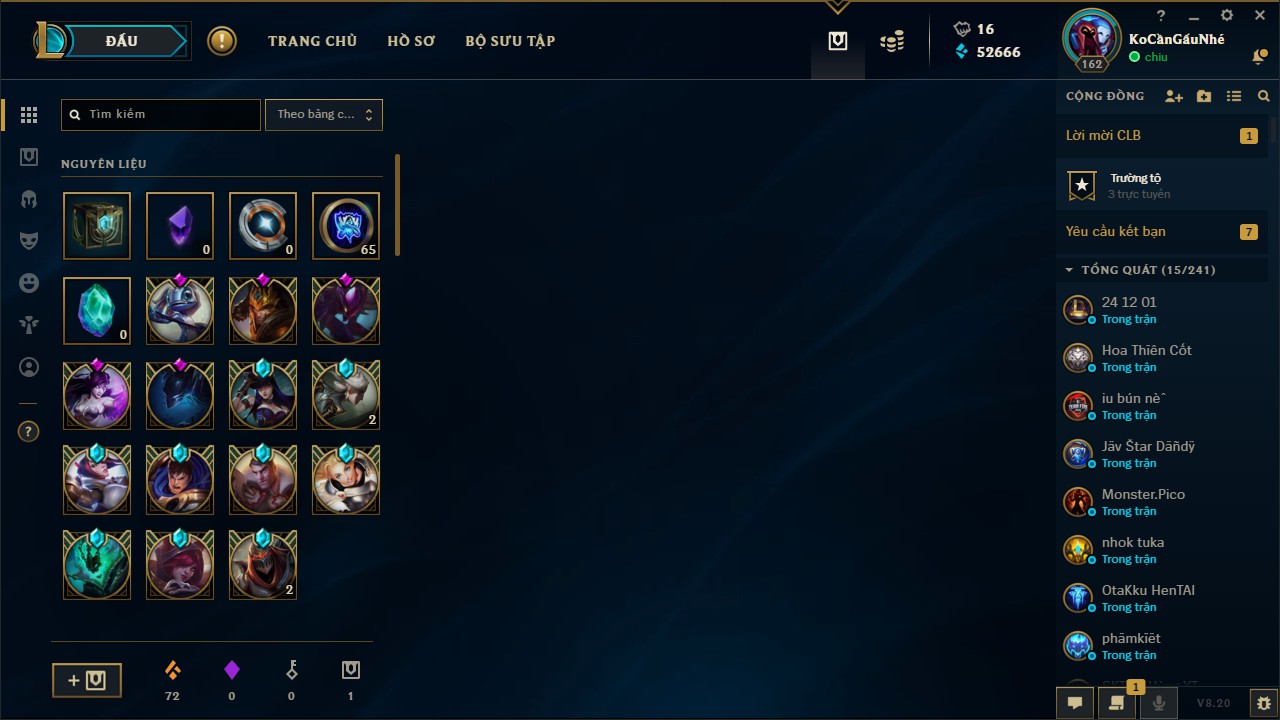 ĐẤU
TRANG CHỦ
HỒ SƠ
BỘ SƯU TẬP
16
52666
162
KoCầnGấuNhé
chiu
Tìm kiếm
Theo bảng c...
NGUYÊN LIỆU
0
0
65
0
2
2
72
0
0
1
CỘNG ĐỒNG
Lời mời CLB
1
Trường tộ
3 trực tuyến
Yêu cầu kết bạn
7
TỔNG QUÁT (15/241)
24 12 01
Trong trận
Hoa Thiên Cốt
Trong trận
iu bún nèˆ
Trong trận
Jäv Štar Däñdÿ
Trong trận
Monster.Pico
Trong trận
nhok tuka
Trong trận
OtaKku HenTAI
Trong trận
phãmkïêt
Trong trận
1
V8.20